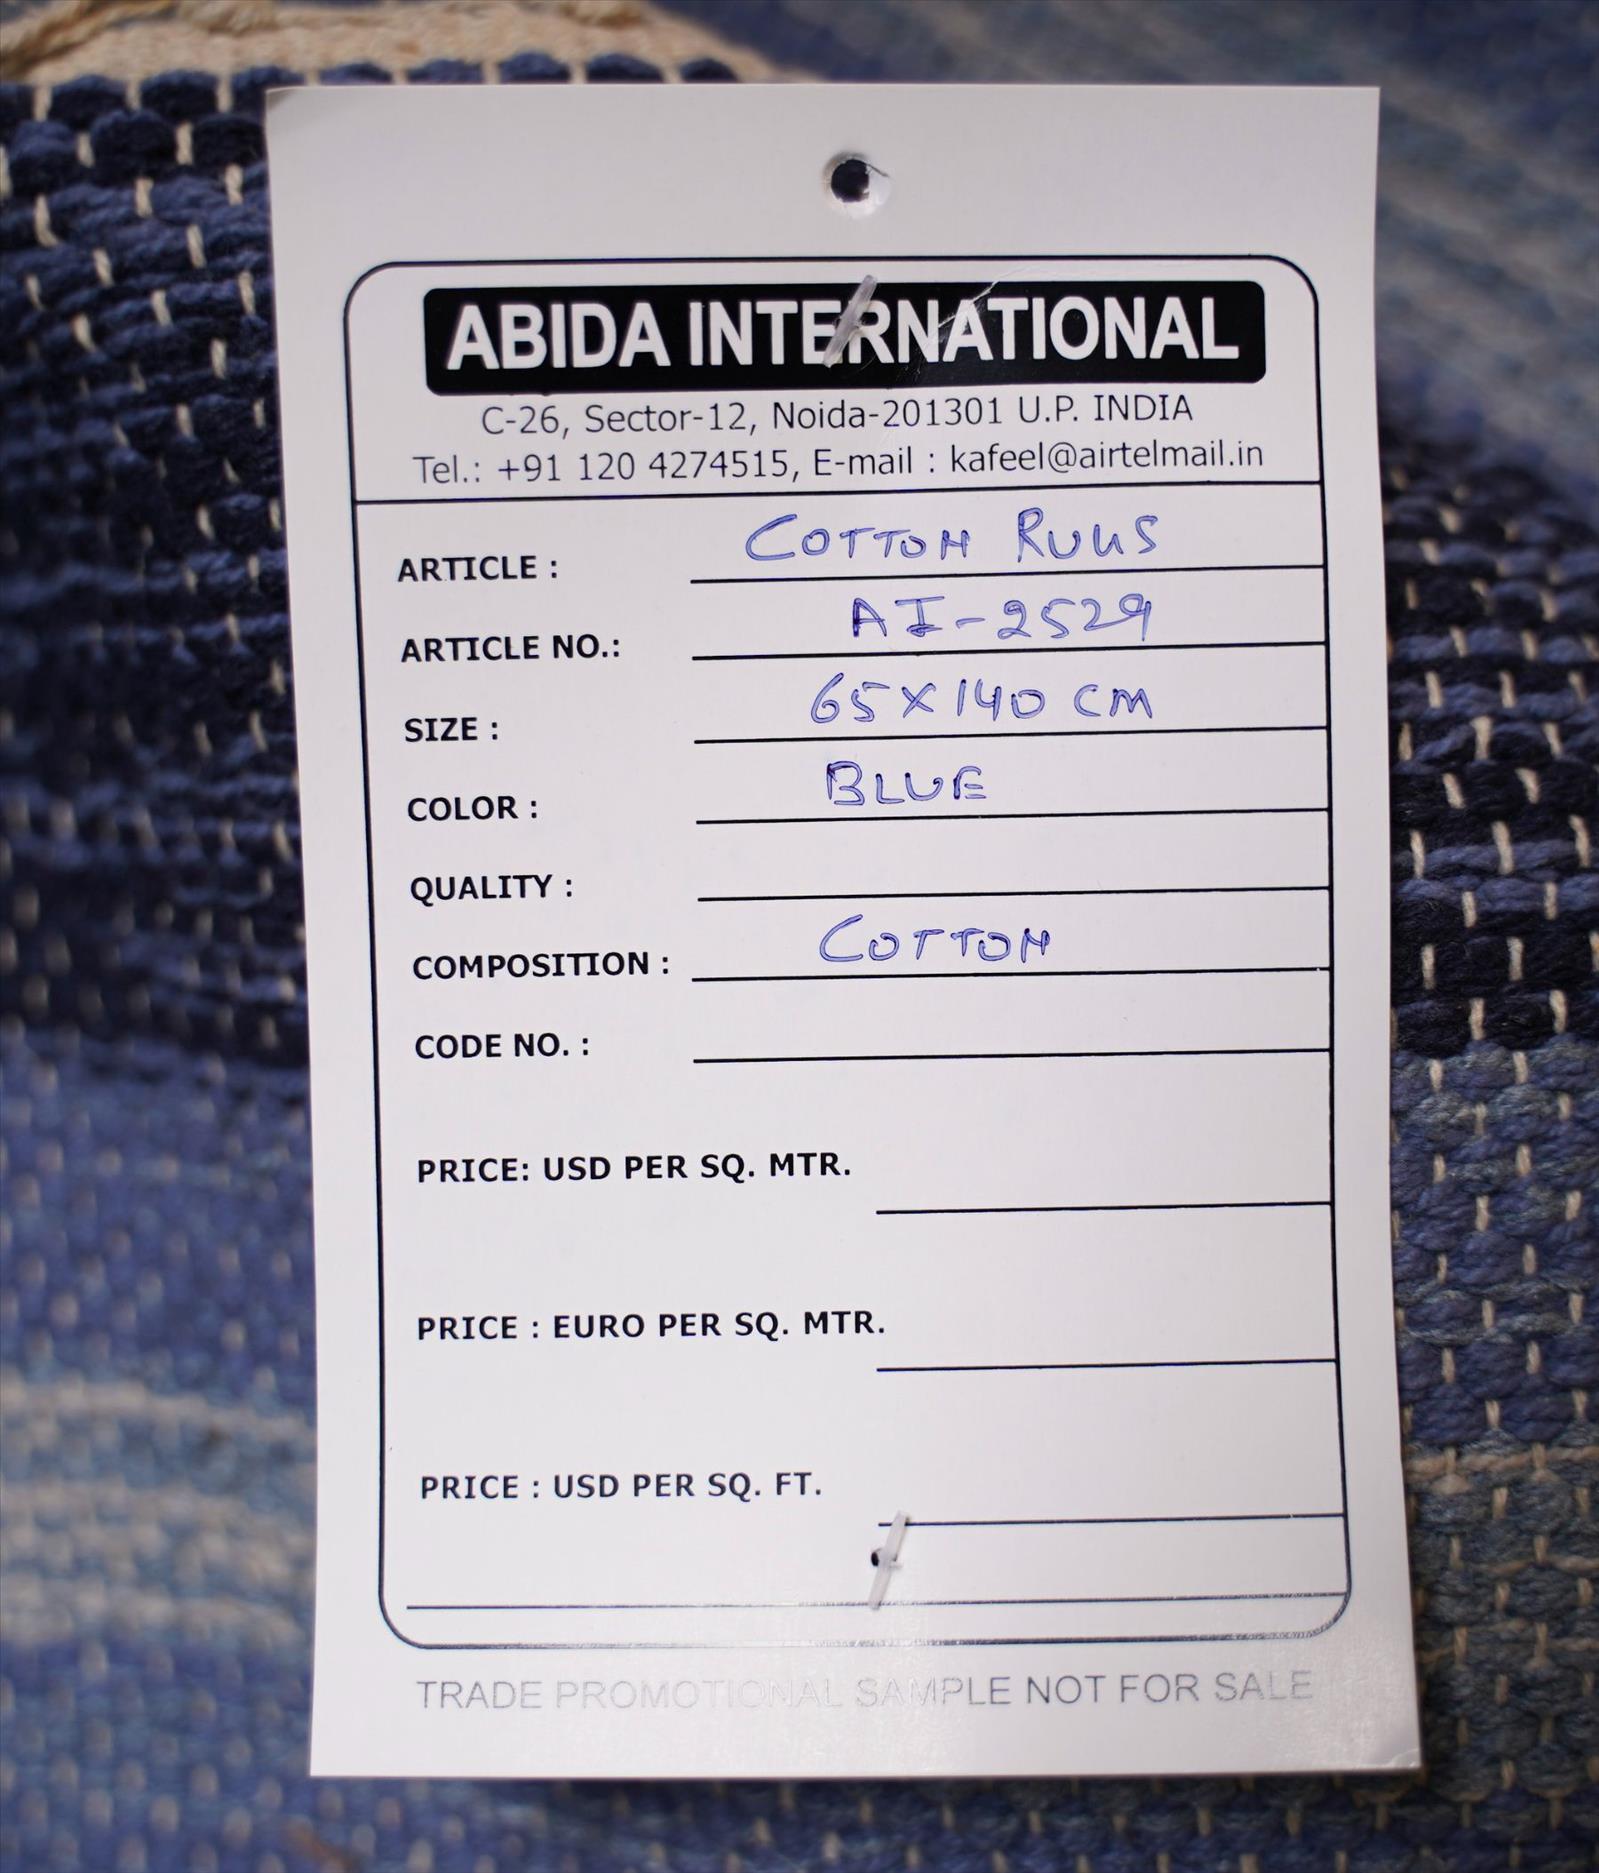 ABIDA INTERNATIONAL
C-26, Sector-12, Noida-201301 U.P. INDIA
Tel.: +91 120 4274515, E-mail : kafeel@airtelmail.in
ARTICLE : COTTON RUGS
ARTICLE NO.: AI-2529
SIZE : 65X140 CM
COLOR : BLUE
QUALITY :
COMPOSITION : COTTON
CODE NO. :
PRICE: USD PER SQ. MTR.
PRICE : EURO PER SQ. MTR.
PRICE : USD PER SQ. FT.
TRADE PROMOTIONAL SAMPLE NOT FOR SALE